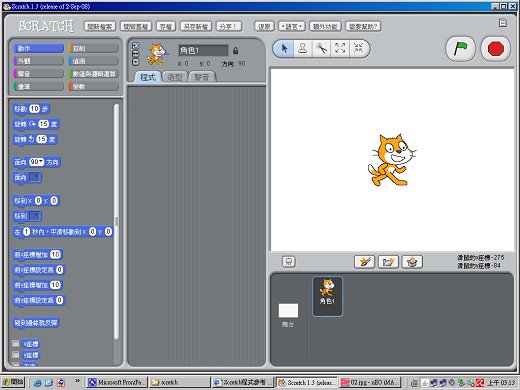 Scratch 1.3 (release of 2-Sep-08)
SCRATCH
開新檔案 開啟舊檔 存檔 另存新檔 分享！ 復原 ·語言· 額外功能 需要幫助?
動作 控制
外觀 偵測
聲音 數值與邏輯運算
畫筆 變數
角色1
x: 0 y: 0 方向: 90
程式 造型 聲音
移動 10 步
旋轉 15 度
旋轉 15 度
面向 90 方向
面向
移到 x: 0 y: 0
移到
在 1 秒內，平滑移動到 x: 0 y: 0
將x座標增加 10
將x座標設定為 0
將y座標增加 10
將y座標設定為 0
碰到邊緣就反彈
x座標
y座標
方向
滑鼠的x座標 -275
滑鼠的y座標 -84
舞台
角色1
開始
Microsoft FrontPa...
scratch
Scratch程式參考 ...
Scratch 1.3 (relea...
02.jpg - nEO iMA...
上午 05:13